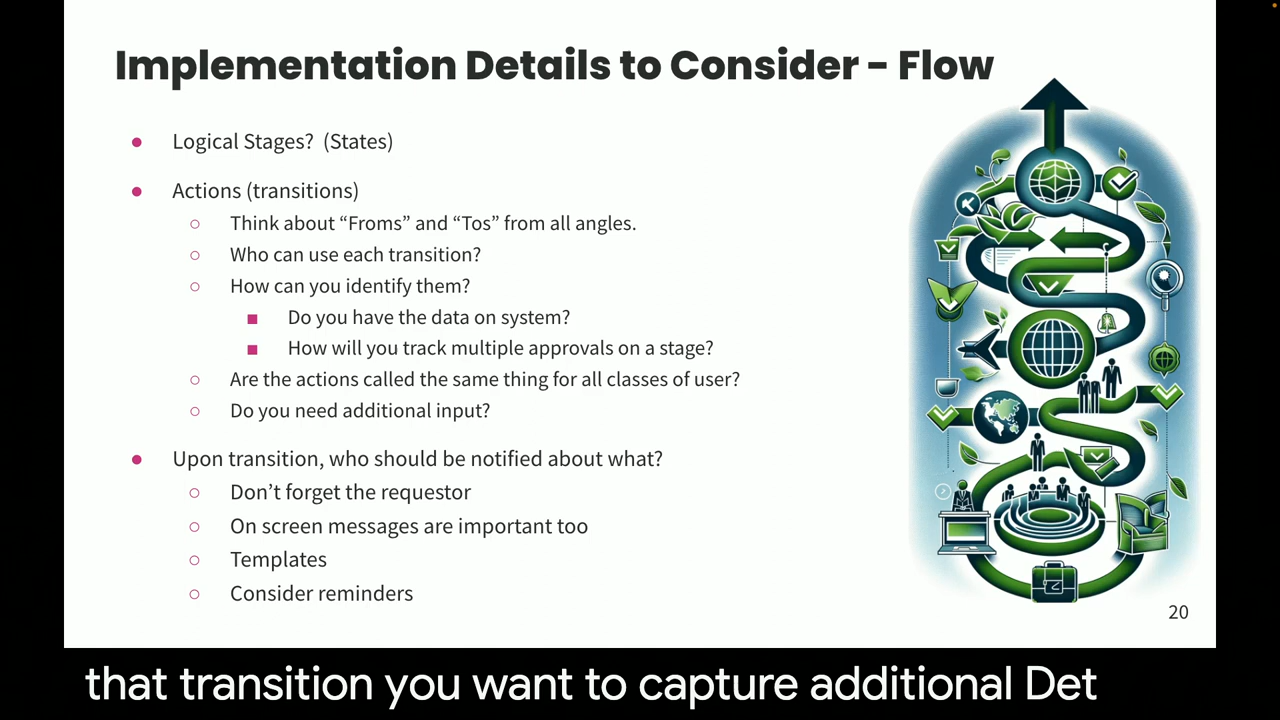 Implementation Details to Consider – Flow
● Logical Stages?  (States)
● Actions (transitions)
○ Think about “Froms” and “Tos” from all angles.
○ Who can use each transition?
○ How can you identify them?
■ Do you have the data on system?
■ How will you track multiple approvals on a stage?
○ Are the actions called the same thing for all classes of user?
○ Do you need additional input?
● Upon transition, who should be notified about what?
○ Don’t forget the requestor
○ On screen messages are important too
○ Templates
○ Consider reminders
20
that transition you want to capture additional Det